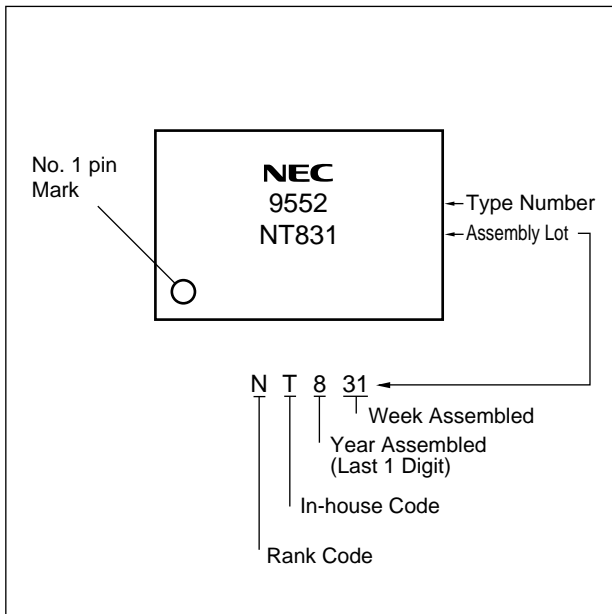 No. 1 pin
Mark
NEC
9552
NT831
Type Number
Assembly Lot
N T 8 31
Week Assembled
Year Assembled
(Last 1 Digit)
In-house Code
Rank Code